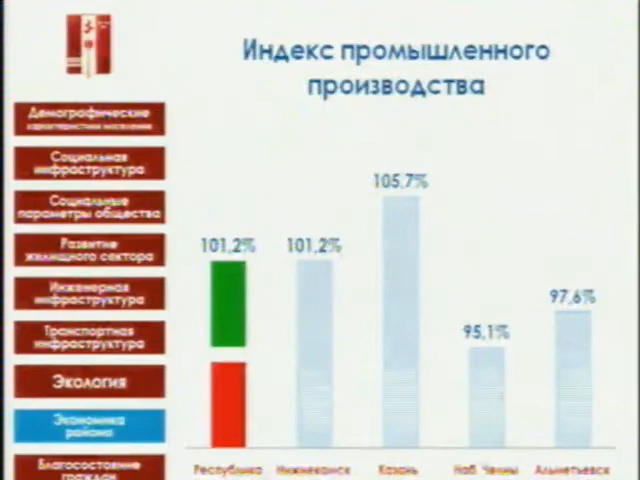 Индекс промышленного
производства
Демографические
характеристики населения
Социальная
инфраструктура
Социальные
параметры общества
Развитие
жилищного сектора
Инженерная
инфраструктура
Транспортная
инфраструктура
Экология
Экономика
района
Благосостояние
граждан
105,7%
101,2%
101,2%
97,6%
95,1%
Республика
Нижнекамск
Казань
Наб. Челны
Альметьевск